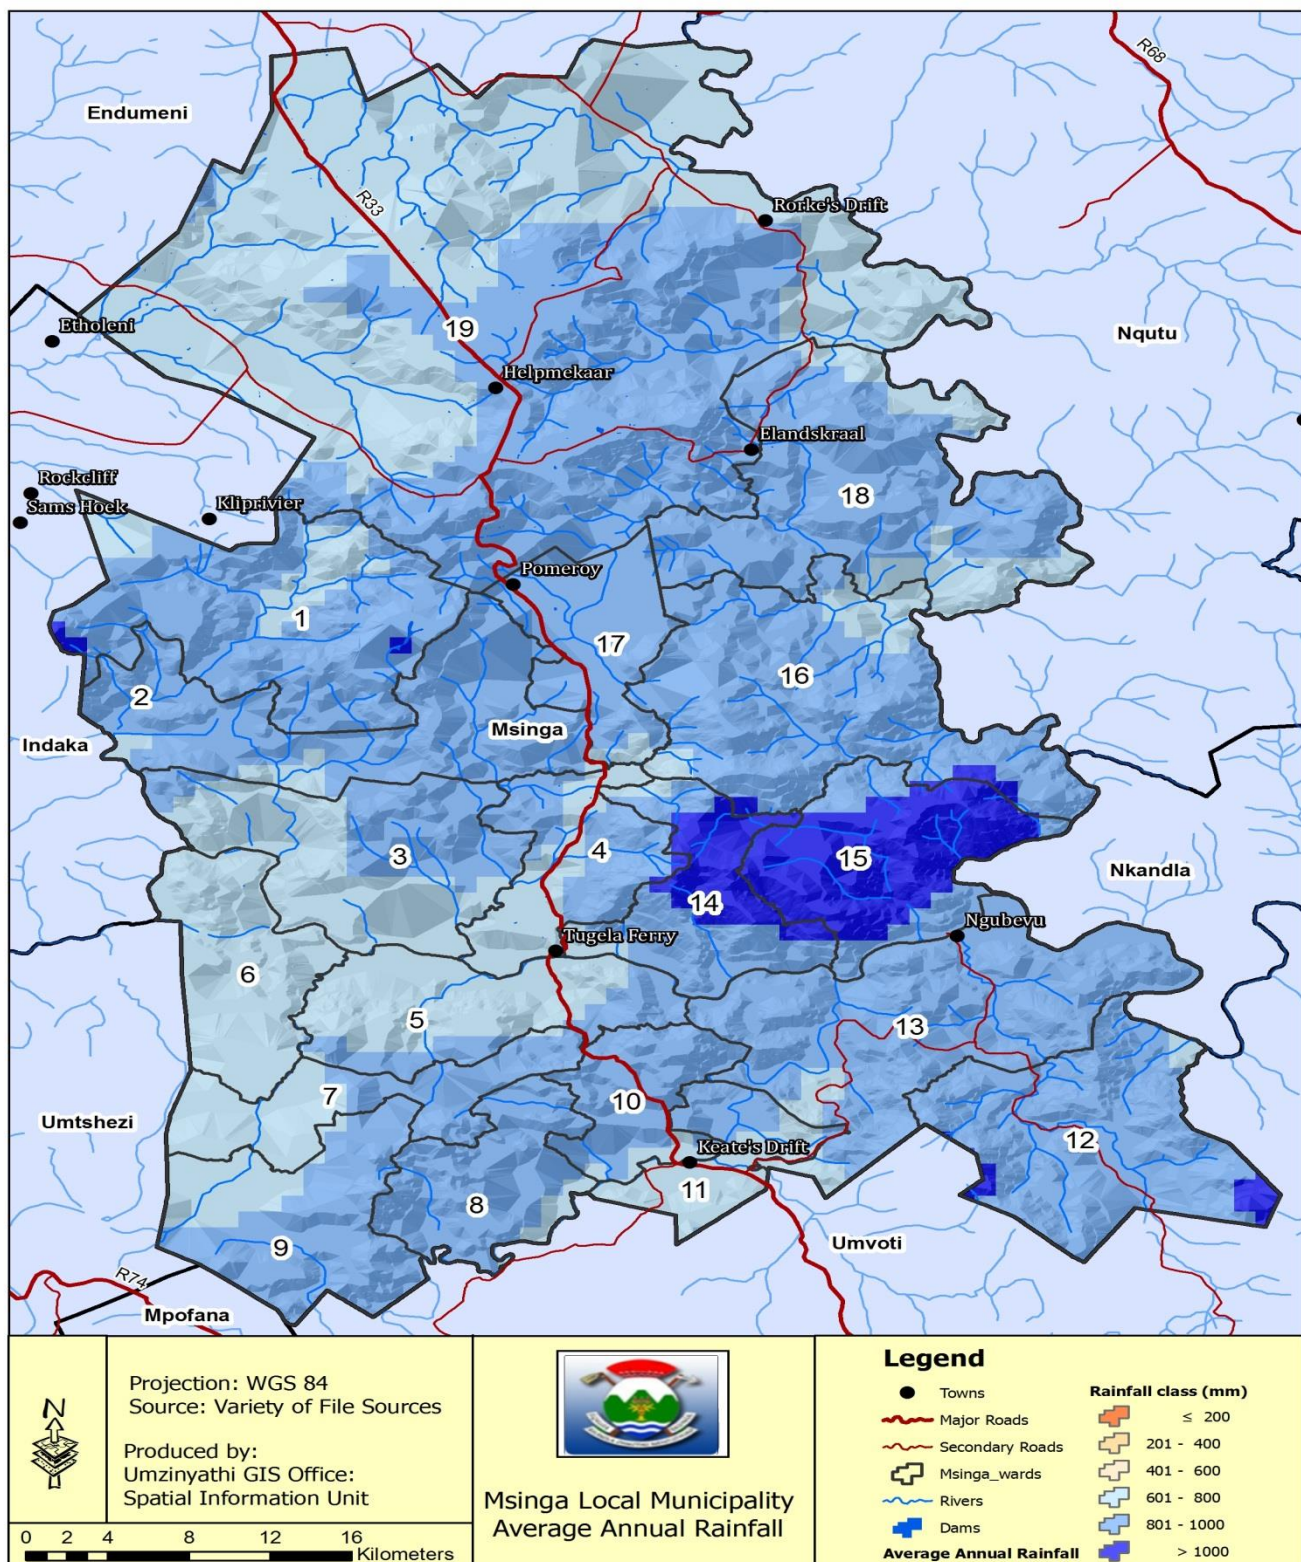 R68
Endumeni
R33
Rorke's Drift
Etholeni
19
Nqutu
Helpmekaar
Elandskraal
Rockcliff
18
Sams Hoek
Kliprivier
Pomeroy
1
17
16
2
Msinga
Indaka
3
4
15
Nkandla
14
Ngubevu
Tugela Ferry
6
5
13
7
10
Umtshezi
12
Keate's Drift
11
8
9
Umvoti
R74
Mpofana
N
Projection: WGS 84
Source: Variety of File Sources
Produced by:
Umzinyathi GIS Office:
Spatial Information Unit
0 2 4 8 12 16
Kilometers
Msinga Local Municipality
Average Annual Rainfall
Legend
Towns
Major Roads
Secondary Roads
Msinga_wards
Rivers
Dams
Average Annual Rainfall
Rainfall class (mm)
≤ 200
201 - 400
401 - 600
601 - 800
801 - 1000
> 1000